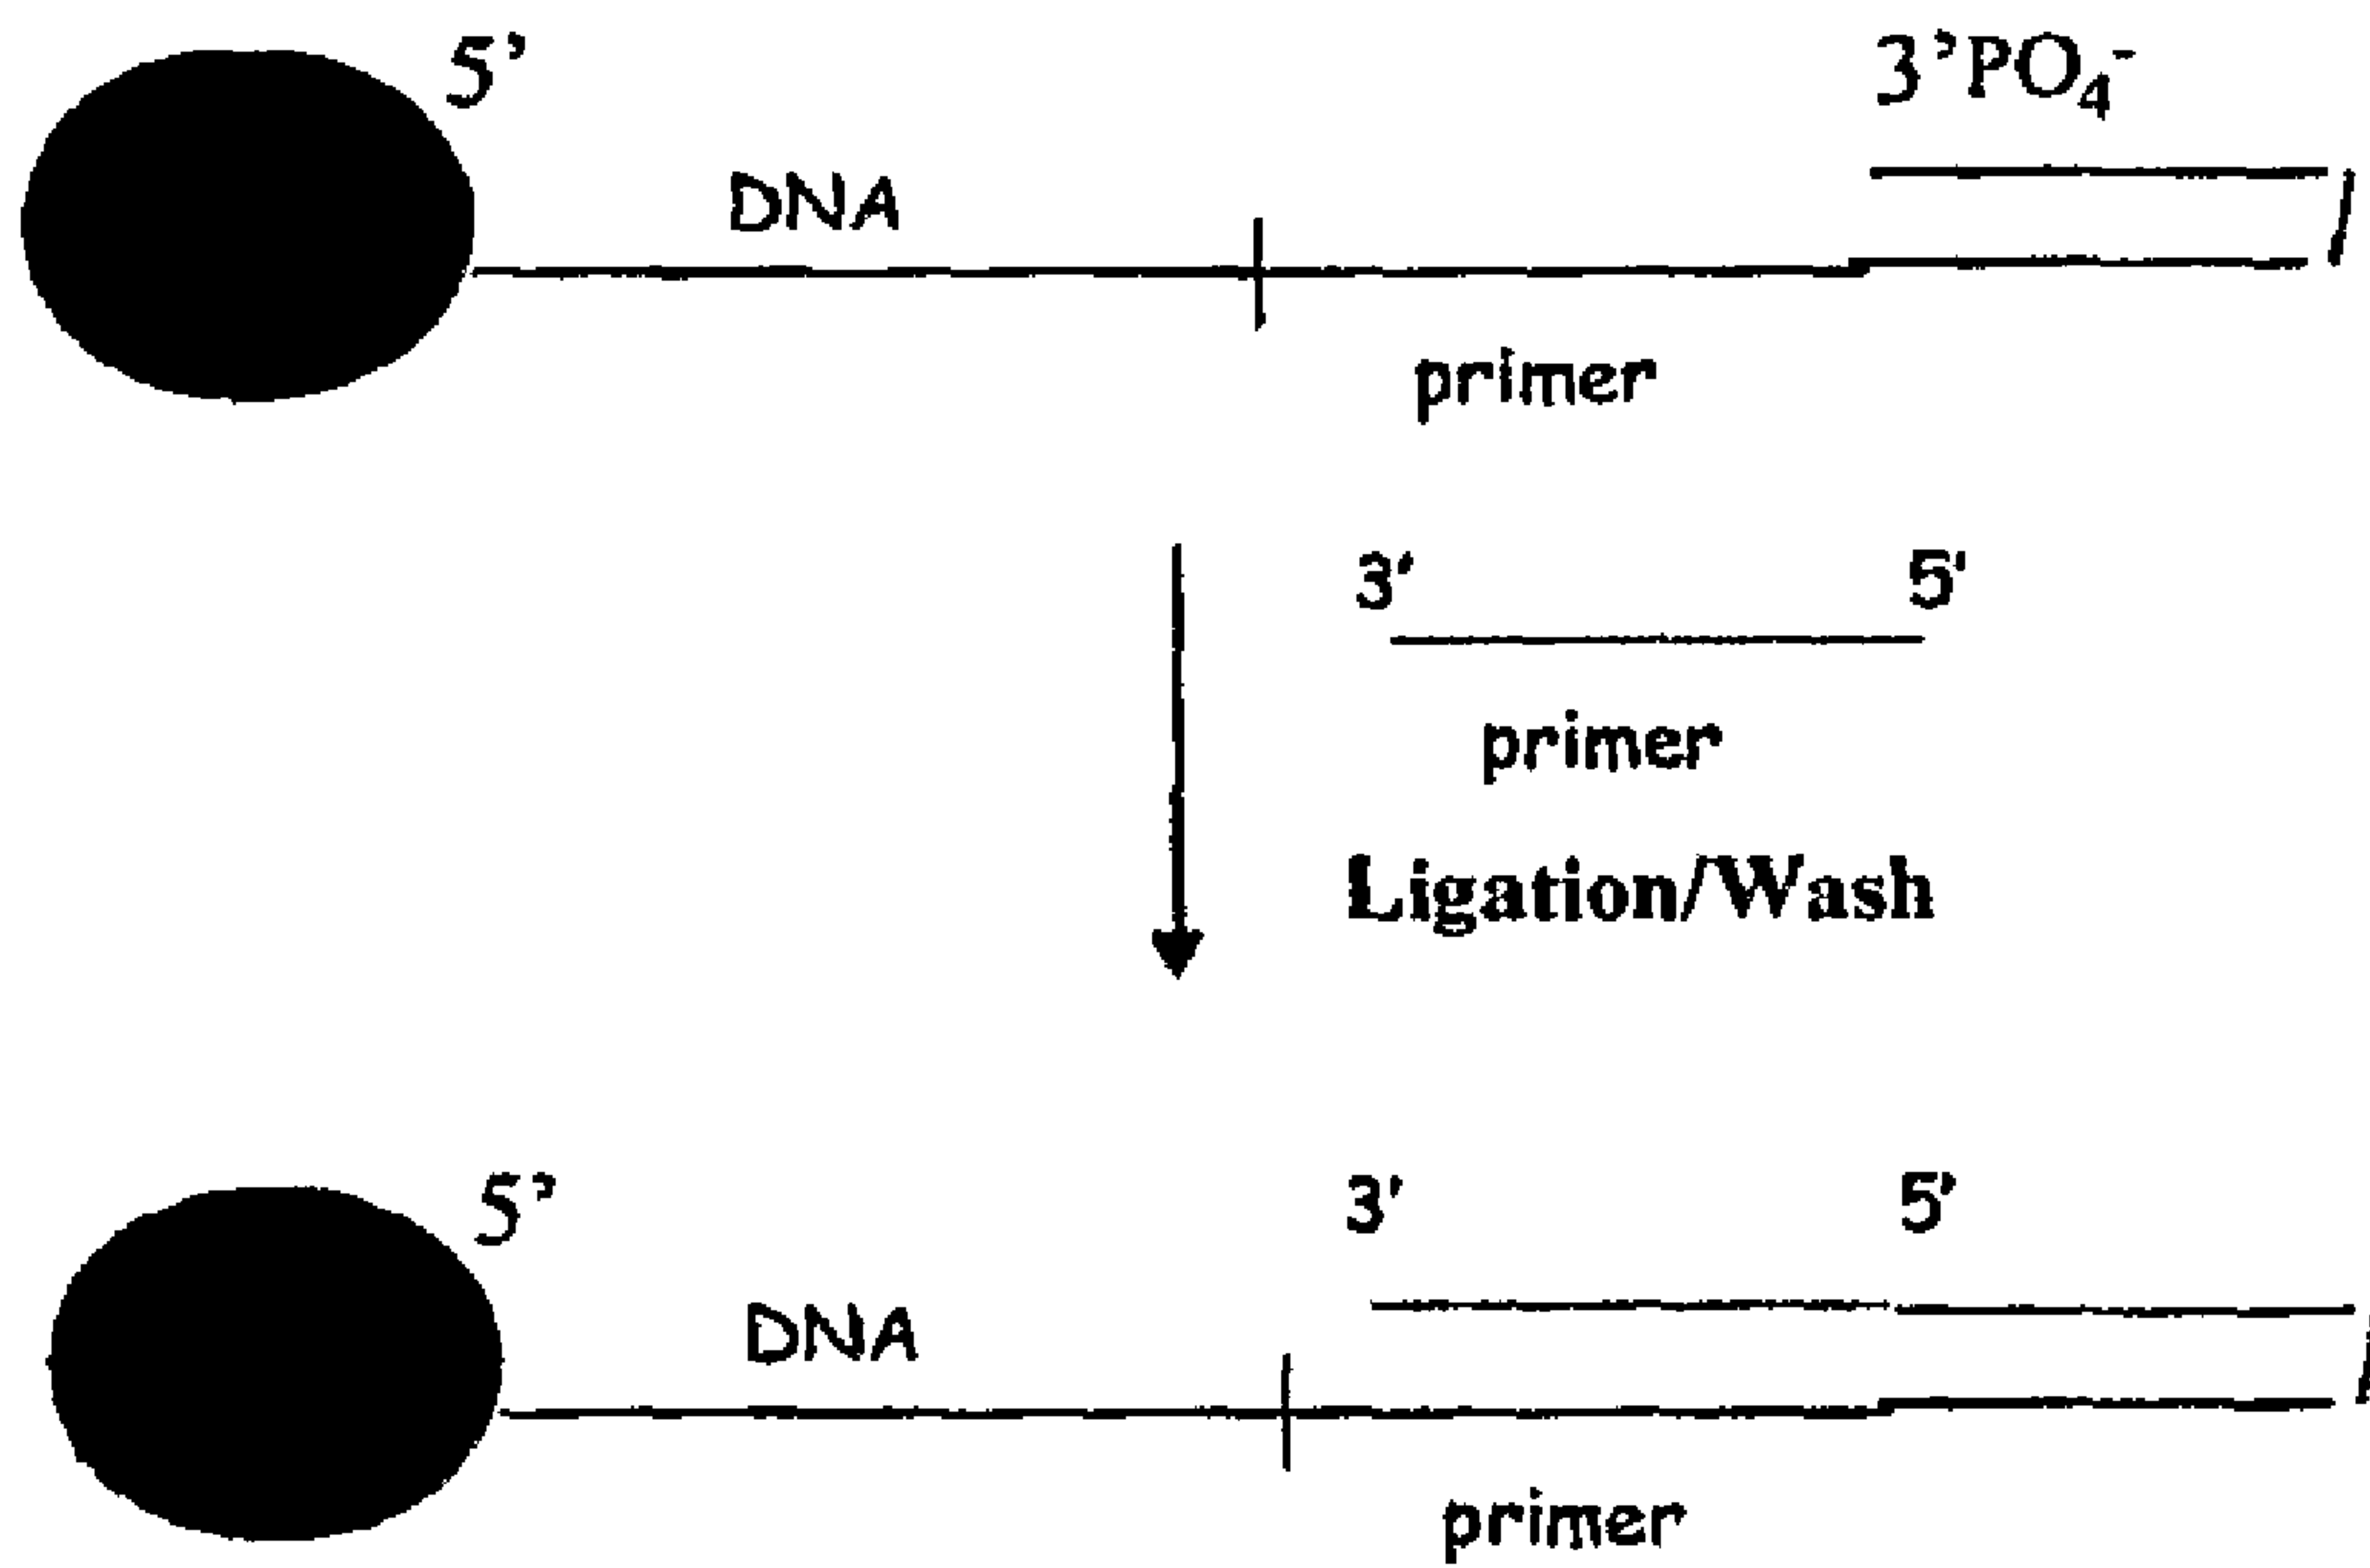 5’ 3’PO₄⁻
DNA
primer
3' 5'
primer
Ligation/Wash
5’ 3' 5'
DNA
primer